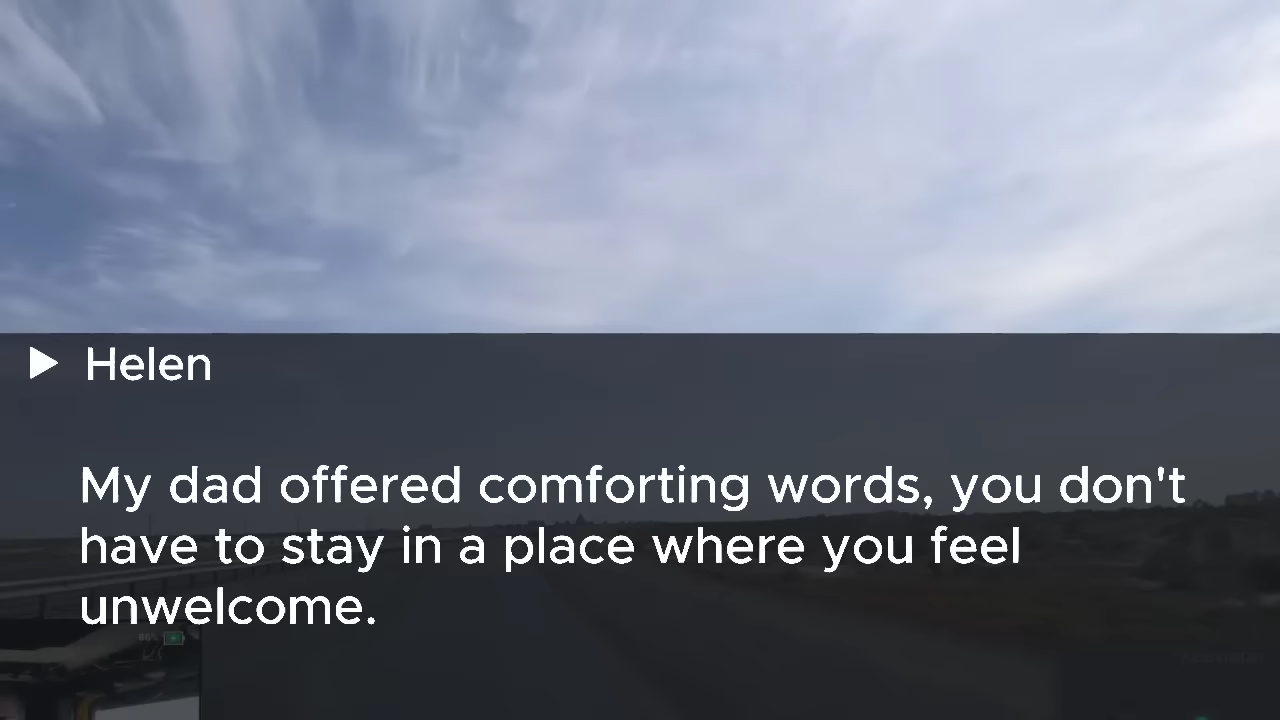 Helen
My dad offered comforting words, you don't
have to stay in a place where you feel
unwelcome.